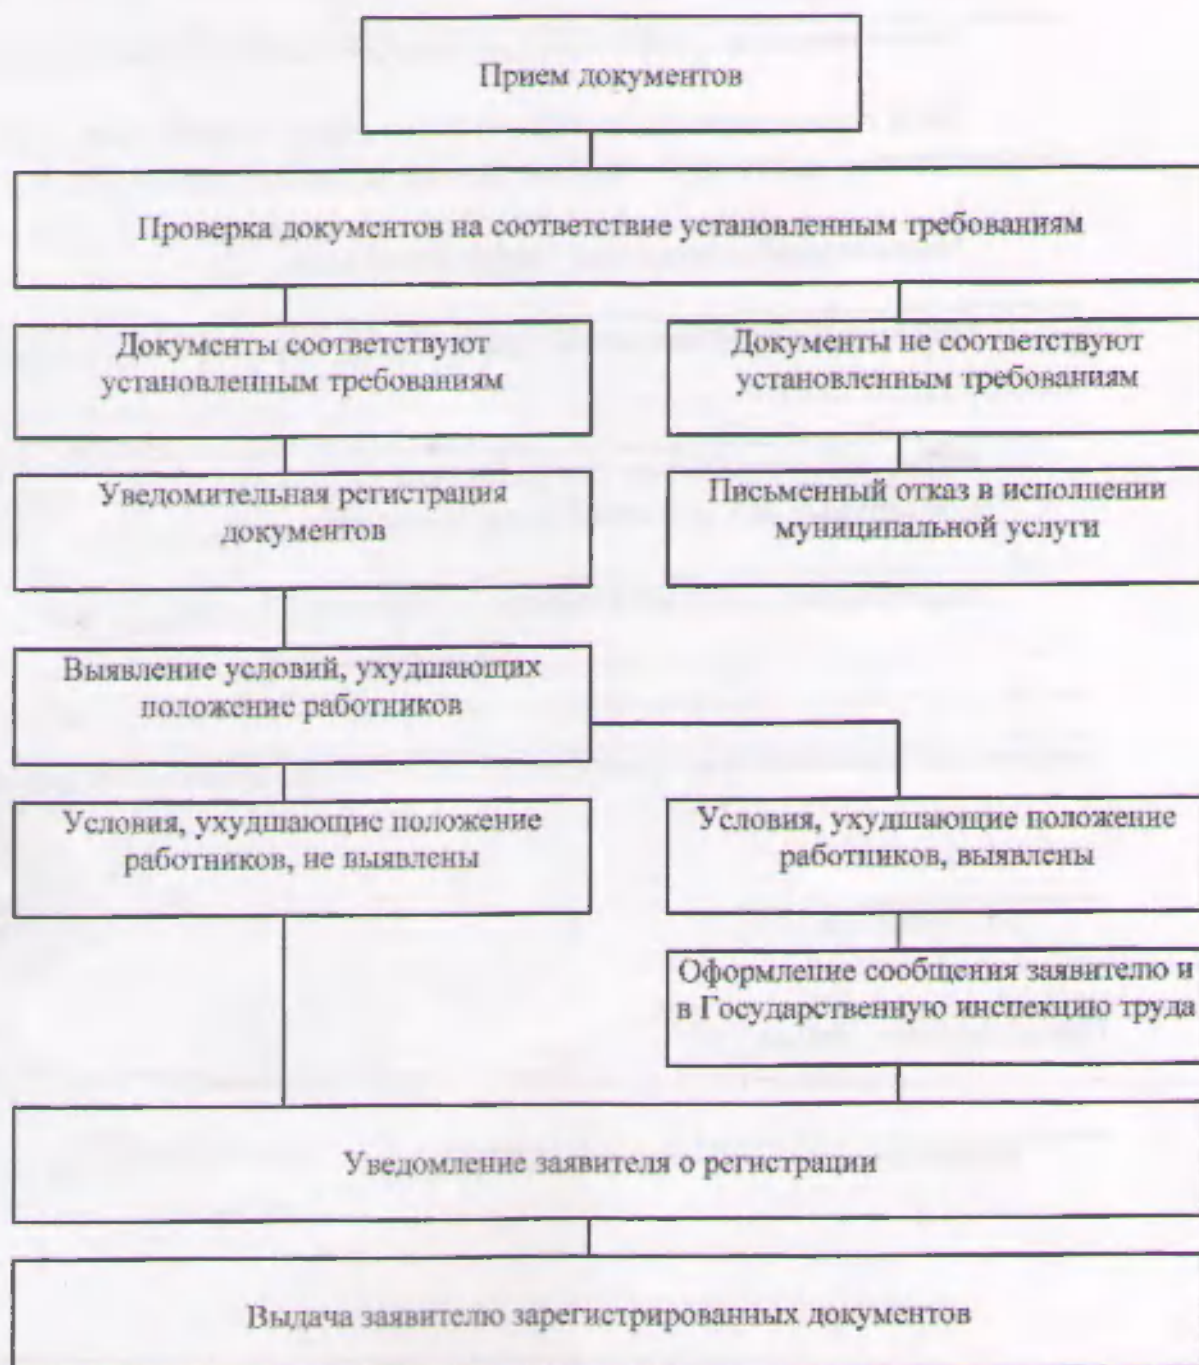 Прием документов
Проверка документов на соответствие установленным требованиям
Документы соответствуют
установленным требованиям
Документы не соответствуют
установленным требованиям
Уведомительная регистрация
документов
Письменный отказ в исполнении
муниципальной услуги
Выявление условий, ухудшающих
положение работников
Условия, ухудшающие положение
работников, не выявлены
Условия, ухудшающие положение
работников, выявлены
Оформление сообщения заявителю и
в Государственную инспекцию труда
Уведомление заявителя о регистрации
Выдача заявителю зарегистрированных документов